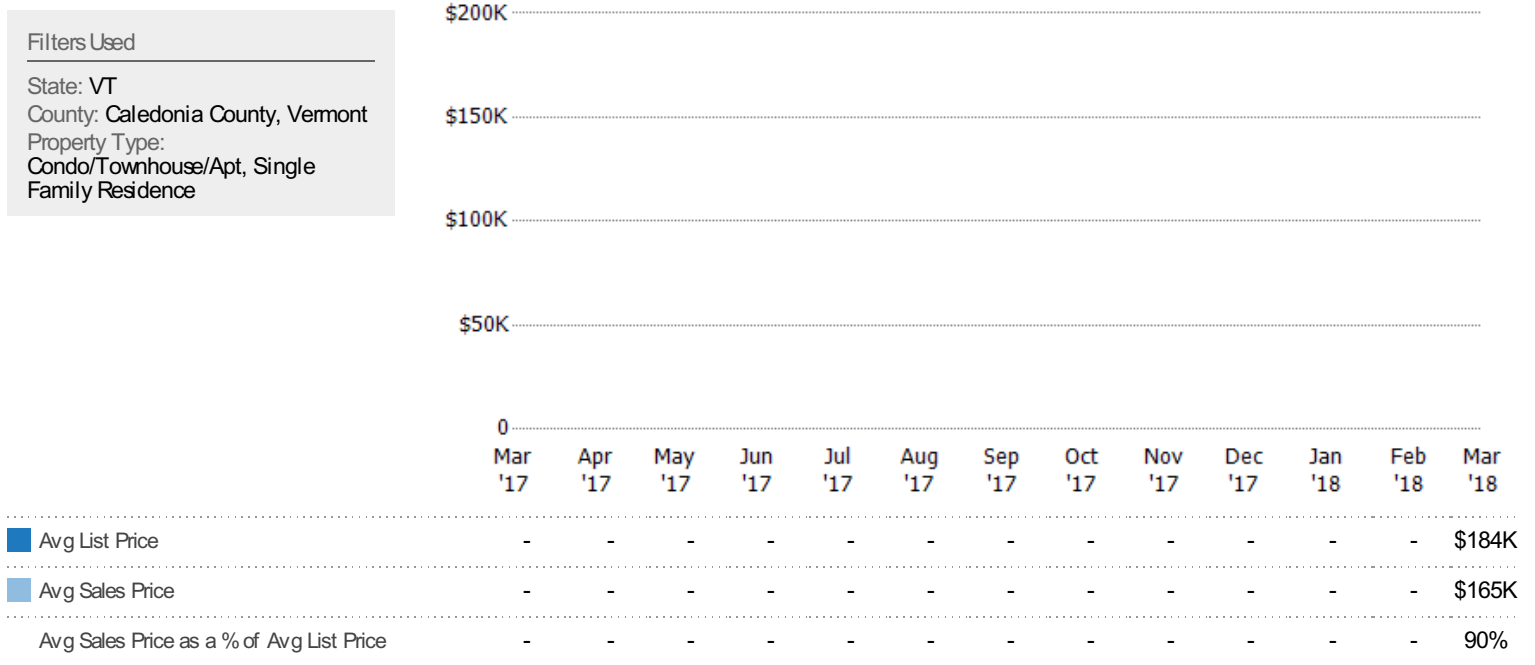 Filters Used
State: VT
County: Caledonia County, Vermont
Property Type:
Condo/Townhouse/Apt, Single
Family Residence
$200K
$150K
$100K
$50K
0
Mar Apr May Jun Jul Aug Sep Oct Nov Dec Jan Feb Mar
'17 '17 '17 '17 '17 '17 '17 '17 '17 '17 '18 '18 '18
Avg List Price - - - - - - - - - - - - $184K
Avg Sales Price - - - - - - - - - - - - $165K
Avg Sales Price as a % of Avg List Price - - - - - - - - - - - - 90%